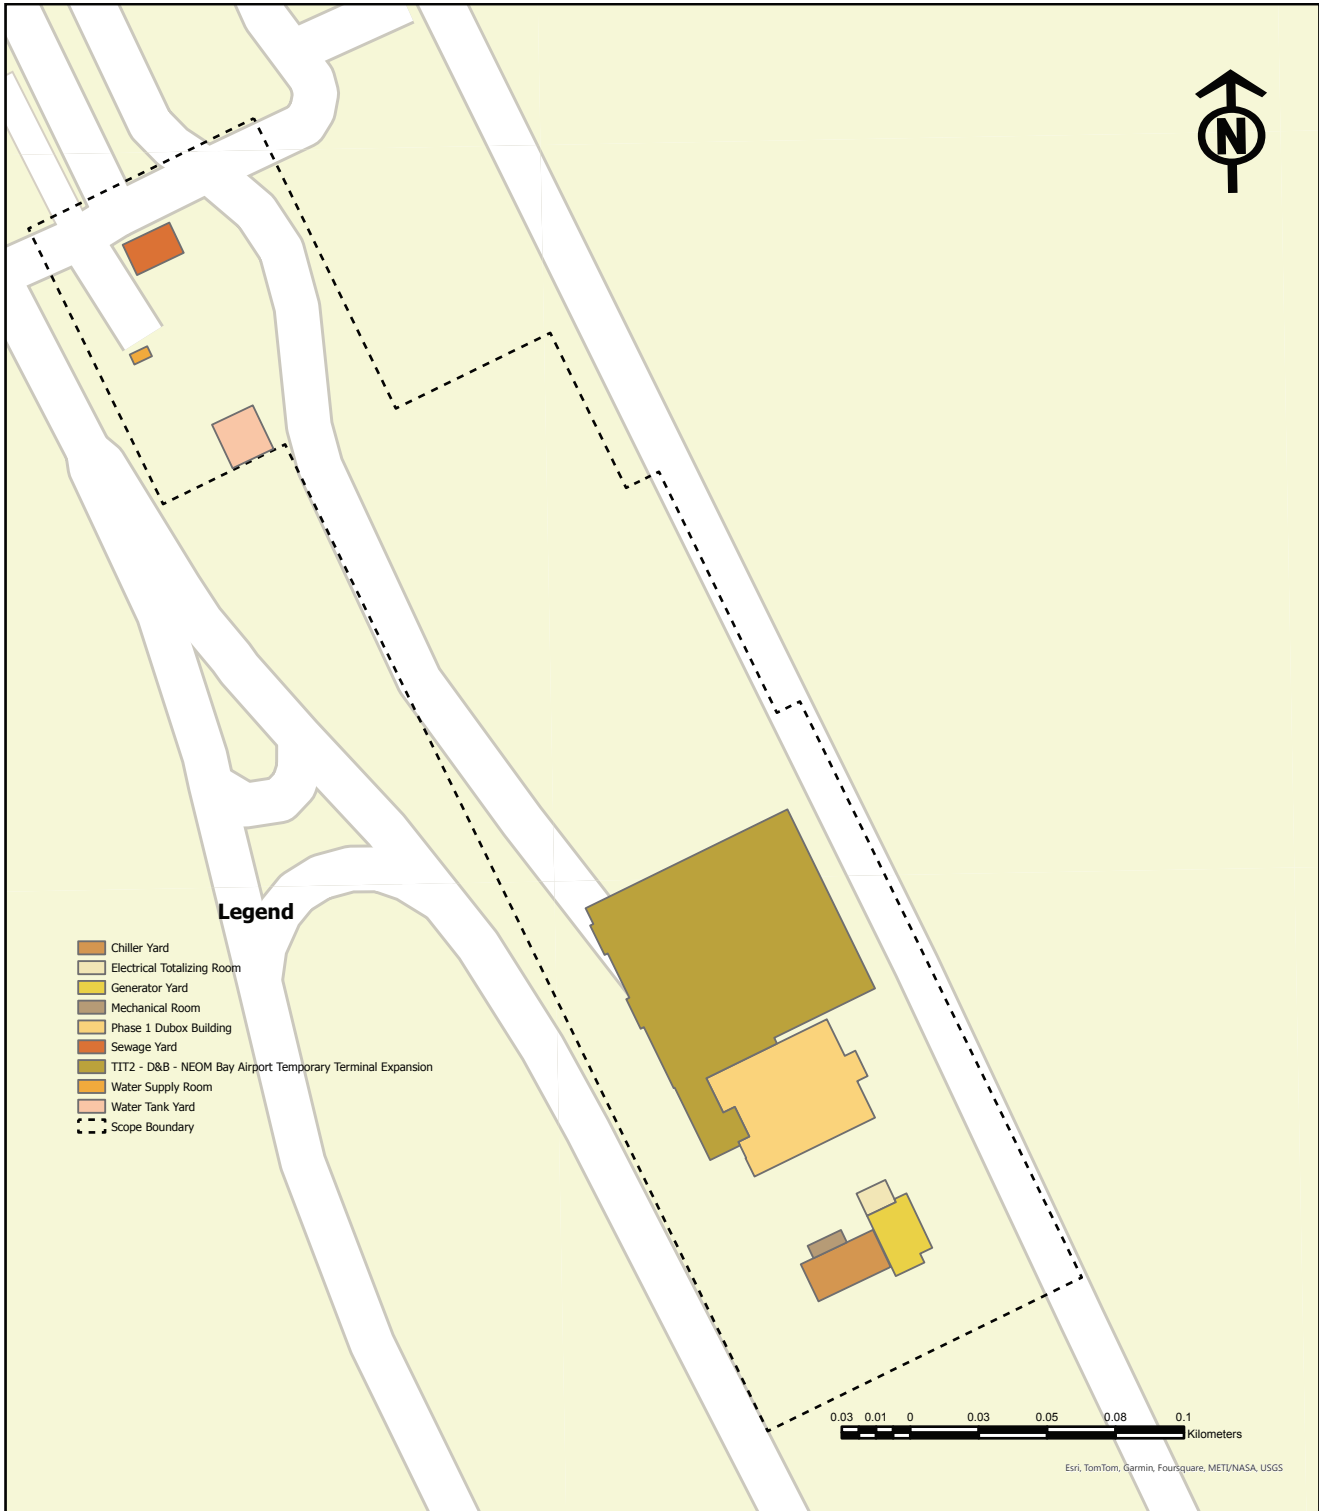 N
Legend
Chiller Yard
Electrical Totalizing Room
Generator Yard
Mechanical Room
Phase 1 Dubox Building
Sewage Yard
TIT2 - D&B - NEOM Bay Airport Temporary Terminal Expansion
Water Supply Room
Water Tank Yard
Scope Boundary
0.03 0.01 0 0.03 0.05 0.08 0.1
Kilometers
Esri, TomTom, Garmin, Foursquare, METI/NASA, USGS